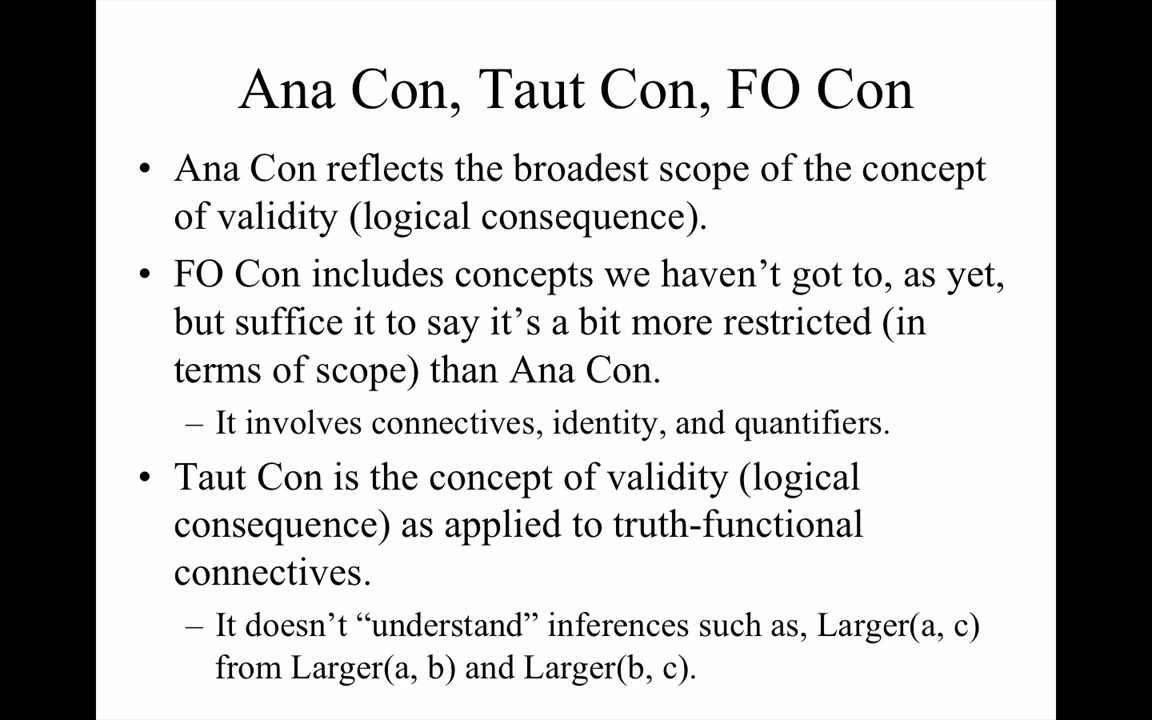 Ana Con, Taut Con, FO Con
• Ana Con reflects the broadest scope of the concept
of validity (logical consequence).
• FO Con includes concepts we haven’t got to, as yet,
but suffice it to say it’s a bit more restricted (in
terms of scope) than Ana Con.
– It involves connectives, identity, and quantifiers.
• Taut Con is the concept of validity (logical
consequence) as applied to truth-functional
connectives.
– It doesn’t “understand” inferences such as, Larger(a, c)
from Larger(a, b) and Larger(b, c).